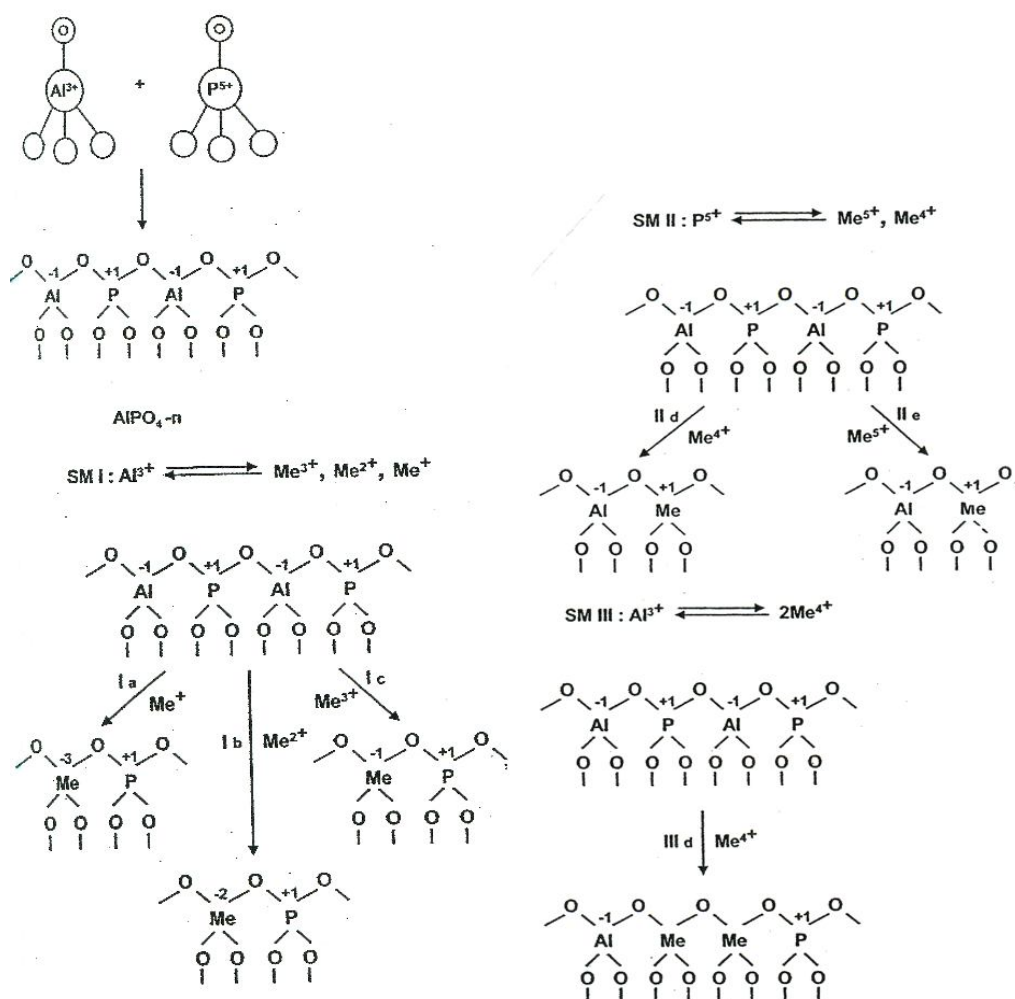 O O
Al³⁺ + P⁵⁺
O O O O O
-1 +1 -1 +1
Al P Al P
O O O O O O O O
AlPO₄-n
SM I : Al³⁺ ⇌ Me³⁺, Me²⁺, Me⁺
O O O O O
-1 +1 -1 +1
Al P Al P
O O O O O O O O
I a I c
Me⁺ Me³⁺
I b Me²⁺
O O O
-3 +1
Me P
O O O O
O O O
-1 +1
Me P
O O O O
O O O
-2 +1
Me P
O O O O
SM II : P⁵⁺ ⇌ Me⁵⁺, Me⁴⁺
O O O O O
-1 +1 -1 +1
Al P Al P
O O O O O O O O
II d II e
Me⁴⁺ Me⁵⁺
O O O
-1 +1
Al Me
O O O O
O O O
-1 +1
Al Me
O O O O
SM III : Al³⁺ ⇌ 2Me⁴⁺
O O O O O
-1 +1 -1 +1
Al P Al P
O O O O O O O O
III d Me⁴⁺
O O O O O
-1 +1
Al Me Me P
O O O O O O O O